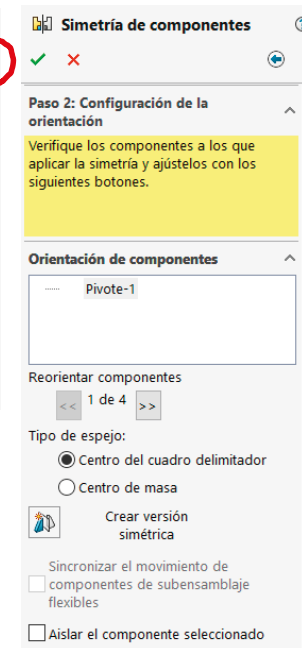 Simetría de componentes
Paso 2: Configuración de la
orientación
Verifique los componentes a los que
aplicar la simetría y ajústelos con los
siguientes botones.
Orientación de componentes
Pivote-1
Reorientar componentes
<< 1 de 4 >>
Tipo de espejo:
Centro del cuadro delimitador
Centro de masa
Crear versión
simétrica
Sincronizar el movimiento de
componentes de subensamblaje
flexibles
Aislar el componente seleccionado